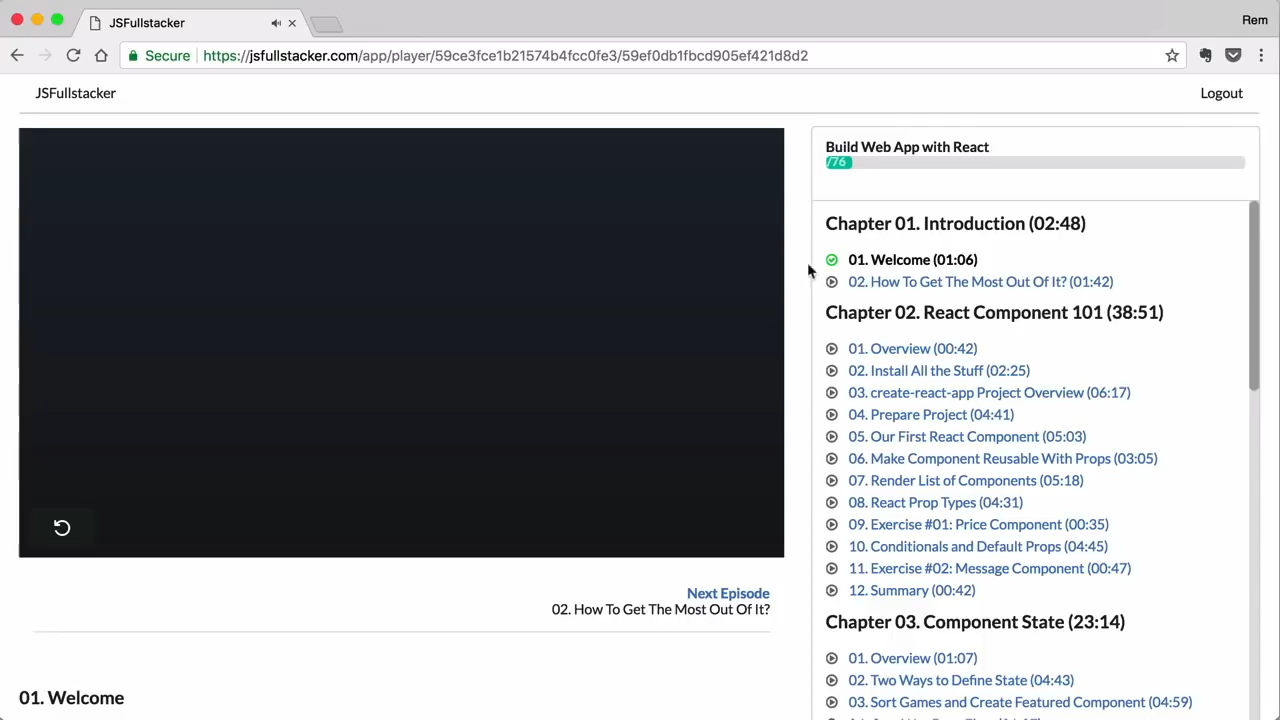 JSFullstacker
Rem
Secure
https://jsfullstacker.com/app/player/59ce3fce1b21574b4fcc0fe3/59ef0db1fbcd905ef421d8d2
JSFullstacker
Logout
Next Episode
02. How To Get The Most Out Of It?
01. Welcome
Build Web App with React
/76
Chapter 01. Introduction (02:48)
01. Welcome (01:06)
02. How To Get The Most Out Of It? (01:42)
Chapter 02. React Component 101 (38:51)
01. Overview (00:42)
02. Install All the Stuff (02:25)
03. create-react-app Project Overview (06:17)
04. Prepare Project (04:41)
05. Our First React Component (05:03)
06. Make Component Reusable With Props (03:05)
07. Render List of Components (05:18)
08. React Prop Types (04:31)
09. Exercise #01: Price Component (00:35)
10. Conditionals and Default Props (04:45)
11. Exercise #02: Message Component (00:47)
12. Summary (00:42)
Chapter 03. Component State (23:14)
01. Overview (01:07)
02. Two Ways to Define State (04:43)
03. Sort Games and Create Featured Component (04:59)